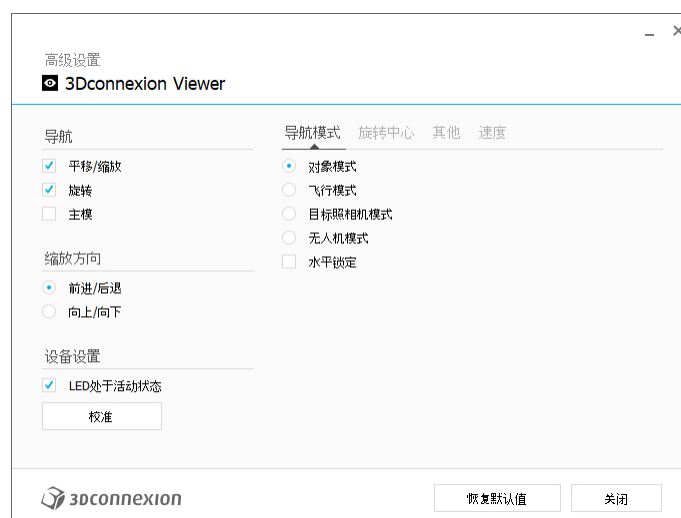 高级设置
3Dconnexion Viewer
导航
平移/缩放
旋转
主模
缩放方向
前进/后退
向上/向下
设备设置
LED处于活动状态
校准
导航模式 旋转中心 其他 速度
对象模式
飞行模式
目标照相机模式
无人机模式
水平锁定
3Dconnexion
恢复默认值 关闭